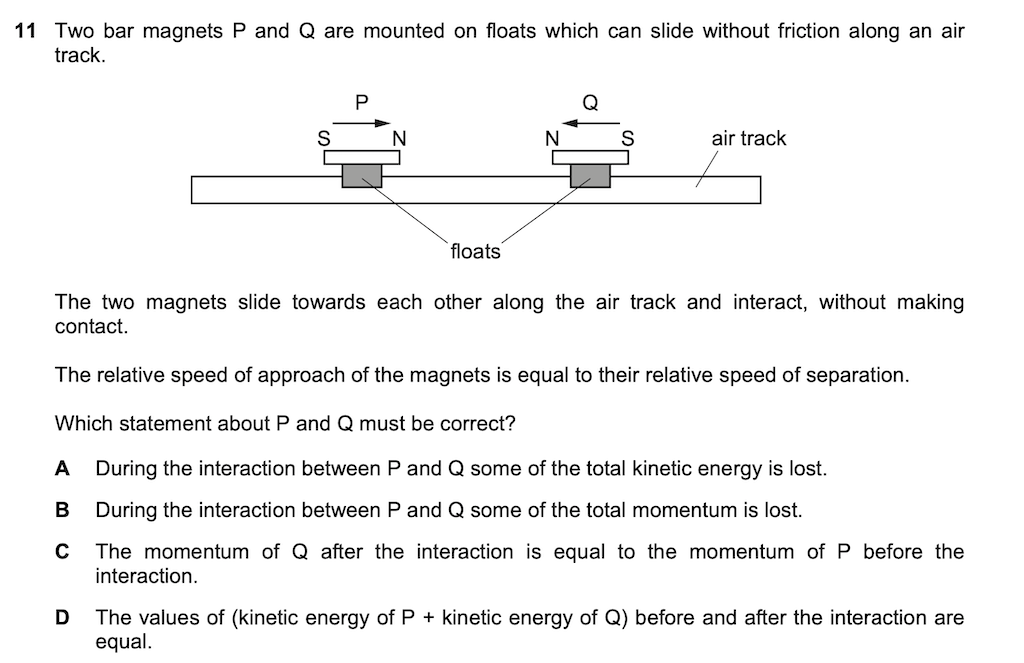 11 Two bar magnets P and Q are mounted on floats which can slide without friction along an air
track.
P
Q
S N N S air track
floats
The two magnets slide towards each other along the air track and interact, without making
contact.
The relative speed of approach of the magnets is equal to their relative speed of separation.
Which statement about P and Q must be correct?
A During the interaction between P and Q some of the total kinetic energy is lost.
B During the interaction between P and Q some of the total momentum is lost.
C The momentum of Q after the interaction is equal to the momentum of P before the
interaction.
D The values of (kinetic energy of P + kinetic energy of Q) before and after the interaction are
equal.